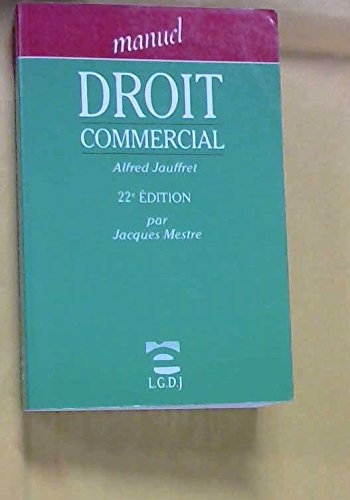 manuel
DROIT
COMMERCIAL
Alfred Jauffret
22e ÉDITION
par
Jacques Mestre
L.G.D.J